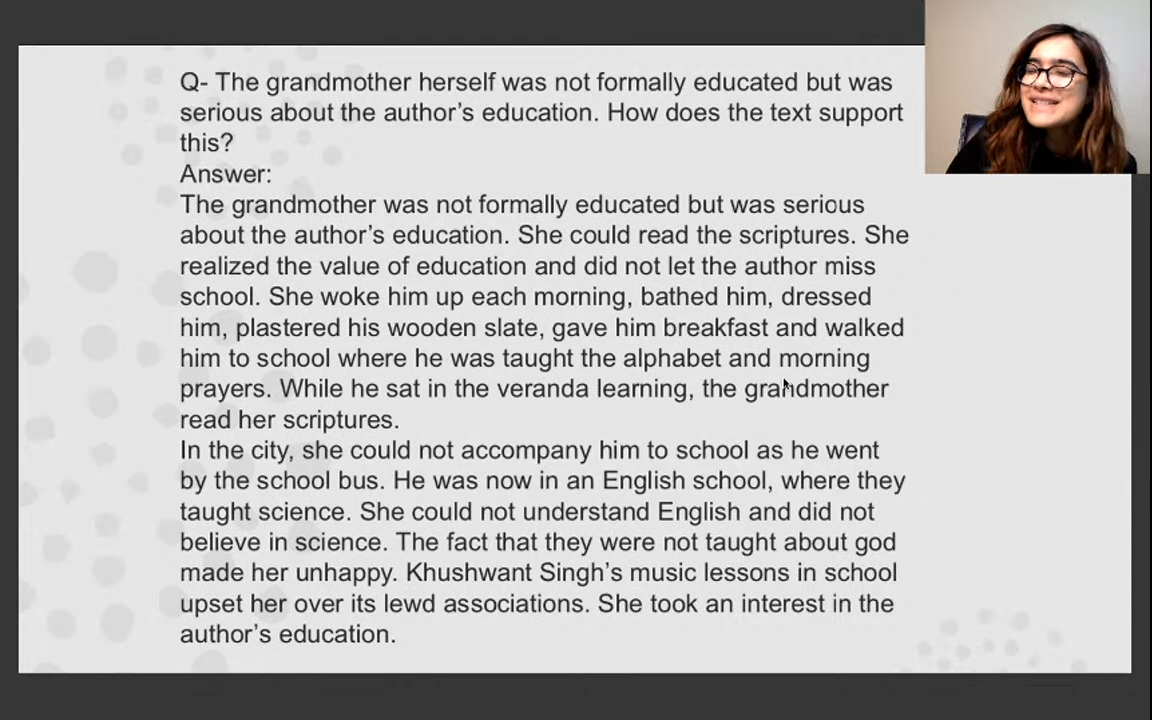 Q- The grandmother herself was not formally educated but was
serious about the author's education. How does the text support
this?
Answer:
The grandmother was not formally educated but was serious
about the author's education. She could read the scriptures. She
realized the value of education and did not let the author miss
school. She woke him up each morning, bathed him, dressed
him, plastered his wooden slate, gave him breakfast and walked
him to school where he was taught the alphabet and morning
prayers. While he sat in the veranda learning, the grandmother
read her scriptures.
In the city, she could not accompany him to school as he went
by the school bus. He was now in an English school, where they
taught science. She could not understand English and did not
believe in science. The fact that they were not taught about god
made her unhappy. Khushwant Singh's music lessons in school
upset her over its lewd associations. She took an interest in the
author's education.